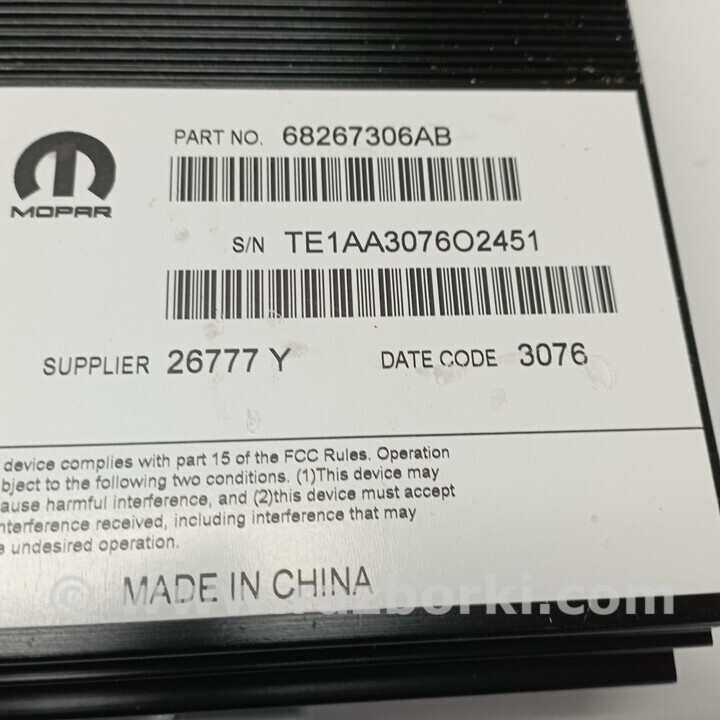 PART NO. 68267306AB
MOPAR
S/N TE1AA3076O2451
SUPPLIER 26777 Y
DATE CODE 3076
device complies with part 15 of the FCC Rules. Operation
bject to the following two conditions. (1)This device may
ause harmful interference, and (2)this device must accept
nterference received, including interference that may
e undesired operation.
MADE IN CHINA